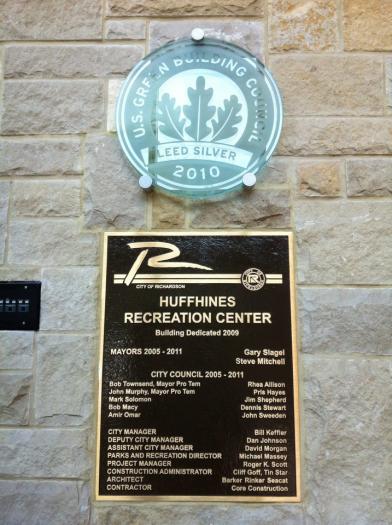 U.S. GREEN BUILDING COUNCIL
LEED SILVER
2010
R
CITY OF RICHARDSON
HUFFHINES
RECREATION CENTER
Building Dedicated 2009
MAYORS 2005 - 2011 Gary Slagel
Steve Mitchell
CITY COUNCIL 2005 - 2011
Bob Townsend, Mayor Pro Tem Rhea Allison
John Murphy, Mayor Pro Tem Pris Hayes
Mark Solomon Jim Shepherd
Bob Macy Dennis Stewart
Amir Omar John Sweeden
CITY MANAGER Bill Keffler
DEPUTY CITY MANAGER Dan Johnson
ASSISTANT CITY MANAGER David Morgan
PARKS AND RECREATION DIRECTOR Michael Massey
PROJECT MANAGER Roger K. Scott
CONSTRUCTION ADMINISTRATOR Cliff Goff, Tin Star
ARCHITECT Barker Rinker Seacat
CONTRACTOR Core Construction